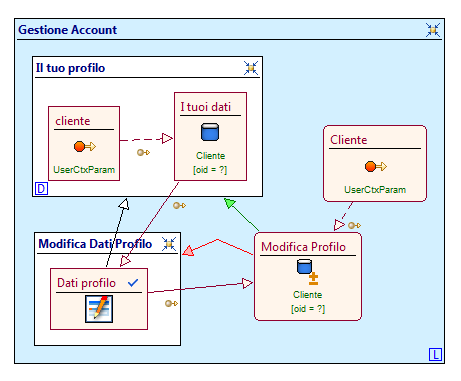 Gestione Account
Il tuo profilo
cliente
UserCtxParam
I tuoi dati
Cliente
[oid = ?]
D
Cliente
UserCtxParam
Modifica Dati Profilo
Dati profilo
Modifica Profilo
Cliente
[oid = ?]
L